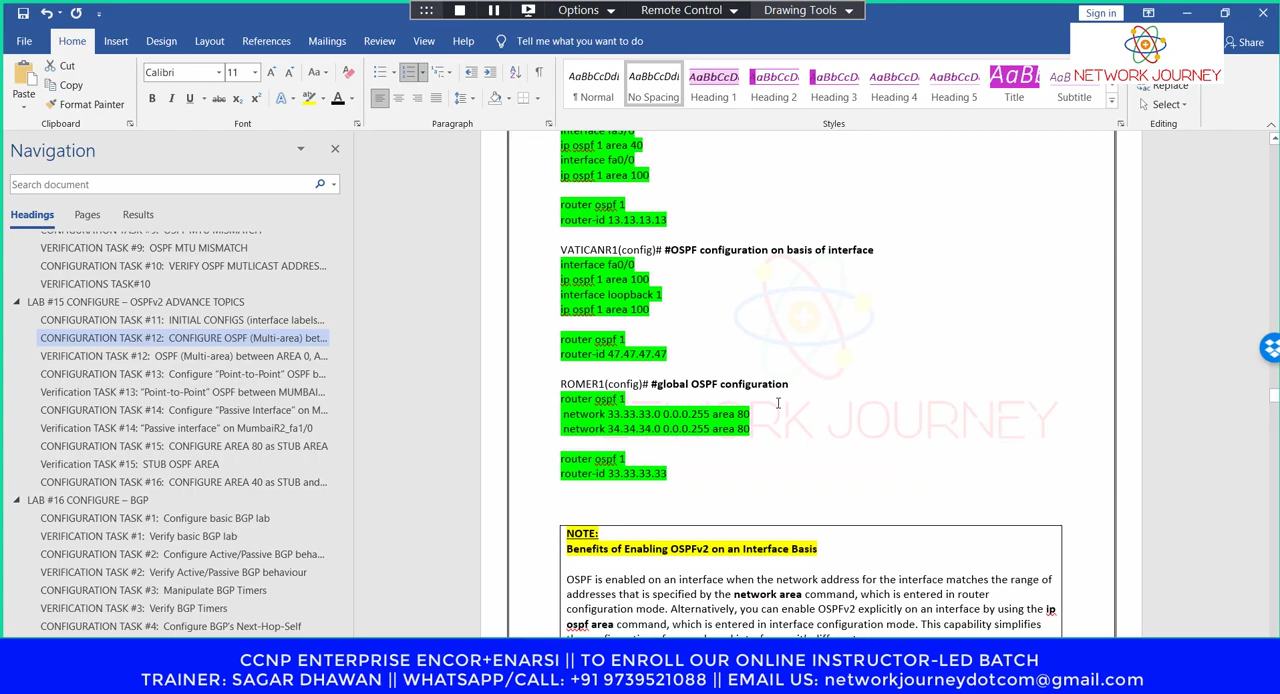 Options
Remote Control
Drawing Tools
Sign in
File
Home
Insert
Design
Layout
References
Mailings
Review
View
Help
Tell me what you want to do
Share
NETWORK JOURNEY
Paste
Cut
Copy
Format Painter
Calibri
11
AaBbCcDd
¶ Normal
AaBbCcDd
No Spacing
AaBbCcDd
Heading 1
AaBbCcDd
Heading 2
AaBbCcDd
Heading 3
AaBbCcDd
Heading 4
AaBbCcDd
Heading 5
AaBb
Title
Subtitle
Replace
Select
Clipboard
Font
Paragraph
Styles
Editing
Navigation
Search document
Headings
Pages
Results
VERIFICATION TASK #9: OSPF MTU MISMATCH
CONFIGURATION TASK #10: VERIFY OSPF MUTLICAST ADDRES...
VERIFICATIONS TASK#10
LAB #15 CONFIGURE – OSPFv2 ADVANCE TOPICS
CONFIGURATION TASK #11: INITIAL CONFIGS (interface labels...
CONFIGURATION TASK #12: CONFIGURE OSPF (Multi-area) bet...
VERIFICATION TASK #12: OSPF (Multi-area) between AREA 0, A...
CONFIGURATION TASK #13: Configure "Point-to-Point" OSPF b...
Verification TASK #13: "Point-to-Point" OSPF between MUMBAI...
CONFIGURATION TASK #14: Configure "Passive Interface" on M...
Verification TASK #14: "Passive interface" on MumbaiR2_fa1/0
CONFIGURATION TASK #15: CONFIGURE AREA 80 as STUB AREA
Verification TASK #15: STUB OSPF AREA
CONFIGURATION TASK #16: CONFIGURE AREA 40 as STUB and...
LAB #16 CONFIGURE – BGP
CONFIGURATION TASK #1: Configure basic BGP lab
VERIFICATION TASK #1: Verify basic BGP lab
CONFIGURATION TASK #2: Configure Active/Passive BGP beha...
VERIFICATION TASK #2: Verify Active/Passive BGP behaviour
CONFIGURATION TASK #3: Manipulate BGP Timers
VERIFICATION TASK #3: Verify BGP Timers
CONFIGURATION TASK #4: Configure BGP's Next-Hop-Self
ip ospf 1 area 40
interface fa0/0
ip ospf 1 area 100
router ospf 1
router-id 13.13.13.13
VATICANR1(config)# #OSPF configuration on basis of interface
interface fa0/0
ip ospf 1 area 100
interface loopback 1
ip ospf 1 area 100
router ospf 1
router-id 47.47.47.47
ROMER1(config)# #global OSPF configuration
router ospf 1
network 33.33.33.0 0.0.0.255 area 80
network 34.34.34.0 0.0.0.255 area 80
router ospf 1
router-id 33.33.33.33
NOTE:
Benefits of Enabling OSPFv2 on an Interface Basis
OSPF is enabled on an interface when the network address for the interface matches the range of
addresses that is specified by the network area command, which is entered in router
configuration mode. Alternatively, you can enable OSPFv2 explicitly on an interface by using the ip
ospf area command, which is entered in interface configuration mode. This capability simplifies
CCNP ENTERPRISE ENCOR+ENARSI || TO ENROLL OUR ONLINE INSTRUCTOR-LED BATCH
TRAINER: SAGAR DHAWAN || WHATSAPP/CALL: +91 9739521088 || EMAIL US: networkjourneydotcom@gmail.com